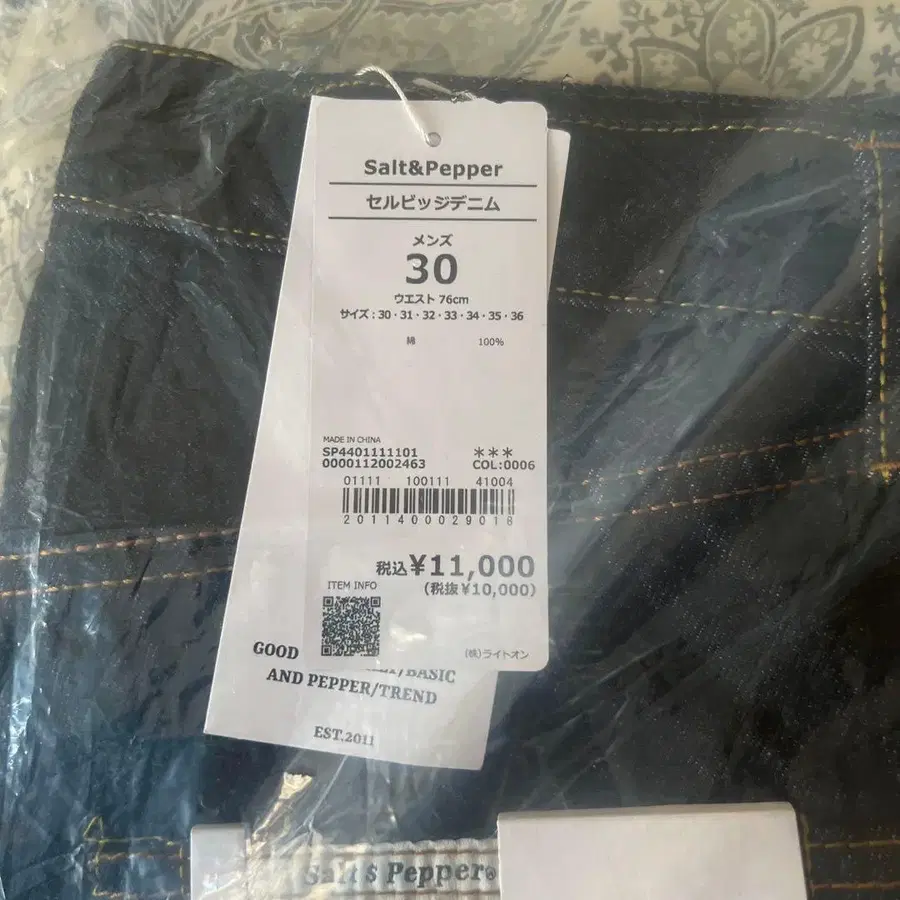 Salt&Pepper
セルビッジデニム
メンズ
30
ウエスト 76cm
サイズ：30・31・32・33・34・35・36
綿 100%
MADE IN CHINA
SP4401111101 ***
0000112002463 COL:0006
01111 100111 41004
2011400029018
税込¥11,000
(税抜¥10,000)
ITEM INFO
(株)ライトオン
GOOD
/BASIC
AND PEPPER/TREND
EST.2011
Salt's Pepper®